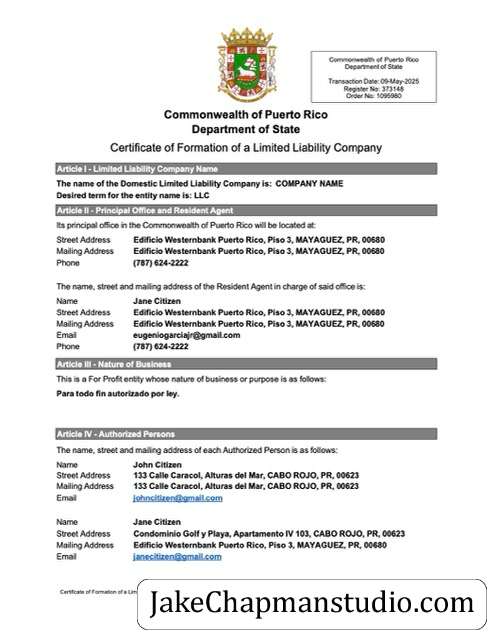 Commonwealth of Puerto Rico
Department of State
Transaction Date: 09-May-2025
Register No: 373148
Order No: 1095980
Commonwealth of Puerto Rico
Department of State
Certificate of Formation of a Limited Liability Company
Article I - Limited Liability Company Name
The name of the Domestic Limited Liability Company is: COMPANY NAME
Desired term for the entity name is: LLC
Article II - Principal Office and Resident Agent
Its principal office in the Commonwealth of Puerto Rico will be located at:
Street Address Edificio Westernbank Puerto Rico, Piso 3, MAYAGUEZ, PR, 00680
Mailing Address Edificio Westernbank Puerto Rico, Piso 3, MAYAGUEZ, PR, 00680
Phone (787) 624-2222
The name, street and mailing address of the Resident Agent in charge of said office is:
Name Jane Citizen
Street Address Edificio Westernbank Puerto Rico, Piso 3, MAYAGUEZ, PR, 00680
Mailing Address Edificio Westernbank Puerto Rico, Piso 3, MAYAGUEZ, PR, 00680
Email eugeniogarciajr@gmail.com
Phone (787) 624-2222
Article III - Nature of Business
This is a For Profit entity whose nature of business or purpose is as follows:
Para todo fin autorizado por ley.
Article IV - Authorized Persons
The name, street and mailing address of each Authorized Person is as follows:
Name John Citizen
Street Address 133 Calle Caracol, Alturas del Mar, CABO ROJO, PR, 00623
Mailing Address 133 Calle Caracol, Alturas del Mar, CABO ROJO, PR, 00623
Email johncitizen@gmail.com
Name Jane Citizen
Street Address Condominio Golf y Playa, Apartamento IV 103, CABO ROJO, PR, 00623
Mailing Address Edificio Westernbank Puerto Rico, Piso 3, MAYAGUEZ, PR, 00680
Email janecitizen@gmail.com
Certificate of Formation of a Lim
JakeChapmanstudio.com